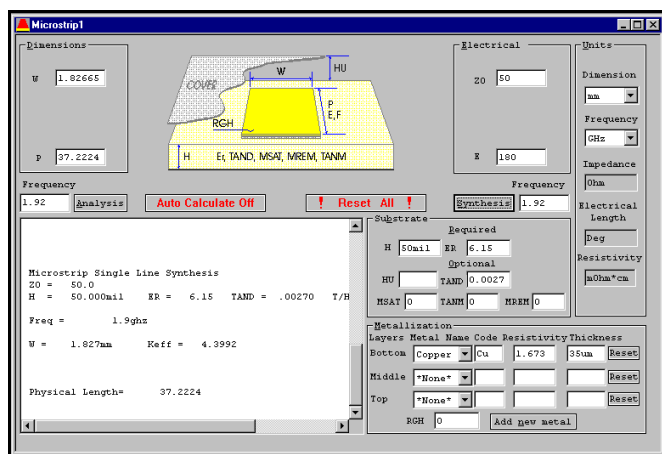 Microstrip1
Dimensions
W 1.82665
P 37.2224
COVER
W
HU
P
E,F
RGH
H Er, TAND, MSAT, MREM, TANM
Electrical
Z0 50
E 180
Units
Dimension
mm
Frequency
GHz
Impedance
Ohm
Electrical
Length
Deg
Resistivity
mOhm*cm
Frequency
1.92 Analysis
Auto Calculate Off
! Reset All !
Frequency
Synthesis 1.92
Microstrip Single Line Synthesis
Z0 = 50.0
H = 50.000mil ER = 6.15 TAND = .00270 T/H
Freq = 1.9ghz
W = 1.827mm Keff = 4.3992
Physical Length= 37.2224
Substrate
Required
H 50mil ER 6.15
Optional
HU TAND 0.0027
MSAT 0 TANM 0 MREM 0
Metallization
Layers Metal Name Code Resistivity Thickness
Bottom Copper Cu 1.673 35um Reset
Middle *None* Reset
Top *None* Reset
RGH 0 Add new metal